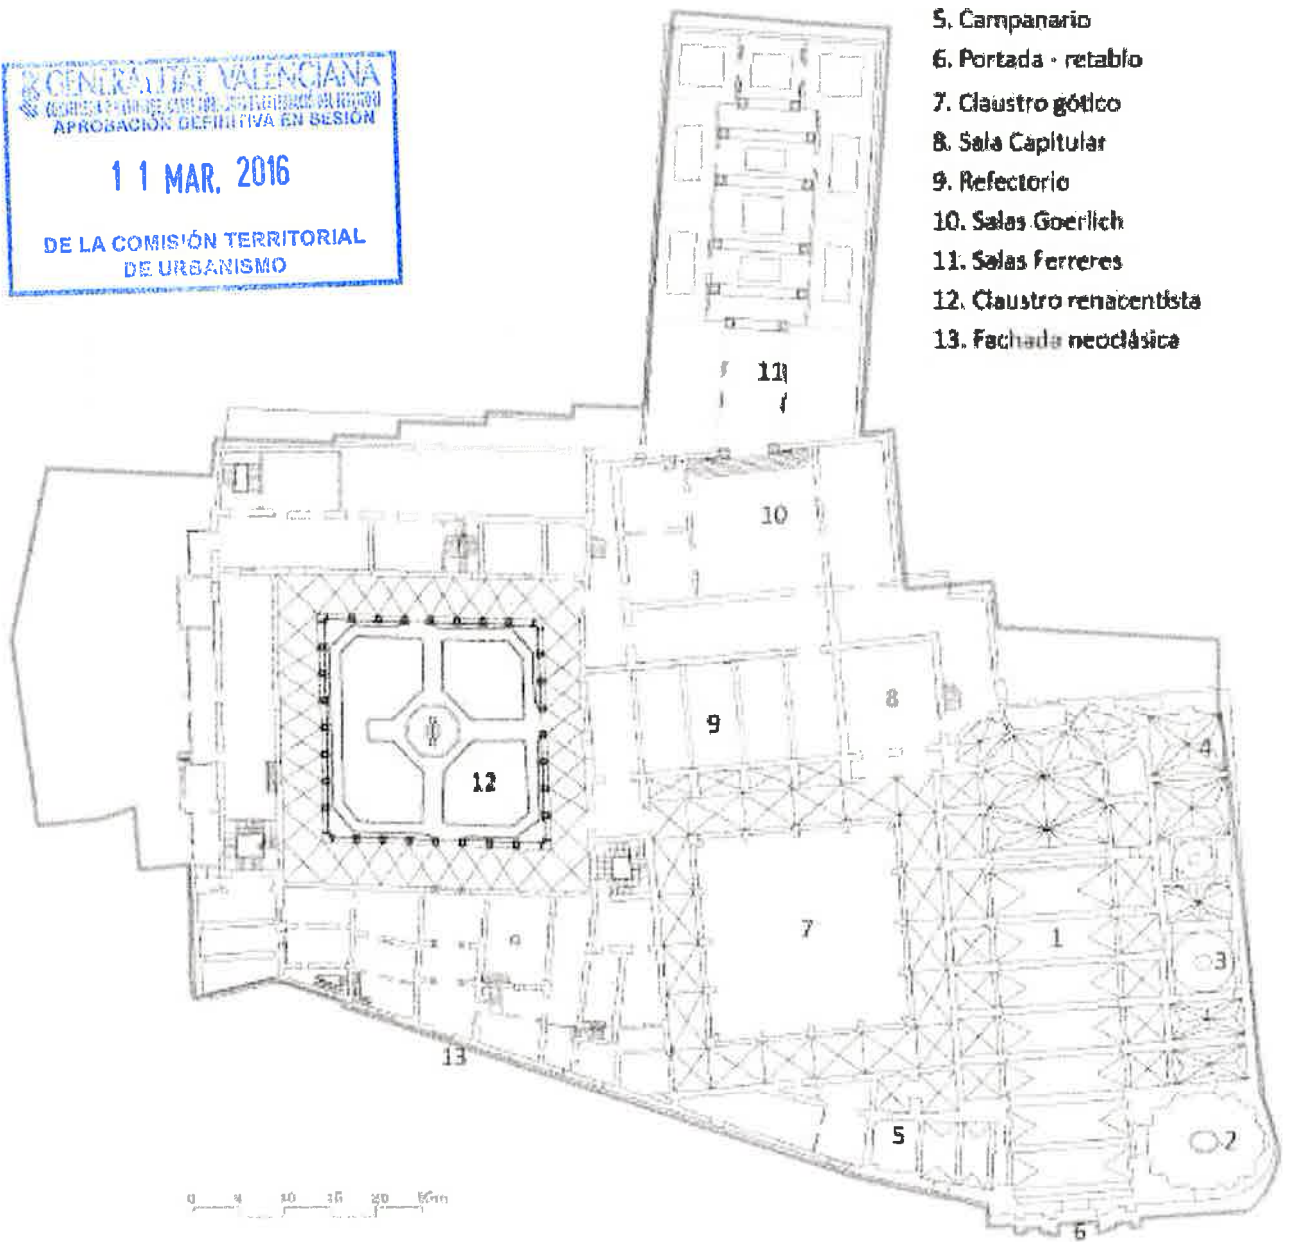 GENERALITAT VALENCIANA
APROBACIÓN DEFINITIVA EN SESIÓN
1 1 MAR. 2016
DE LA COMISIÓN TERRITORIAL
DE URBANISMO
5. Campanario
6. Portada - retablo
7. Claustro gótico
8. Sala Capitular
9. Refectorio
10. Salas Goerlich
11. Salas Ferreres
12. Claustro renacentista
13. Fachada neoclásica
11
10
8
9
4
12
7
1
3
13
5
2
6
0
10
20